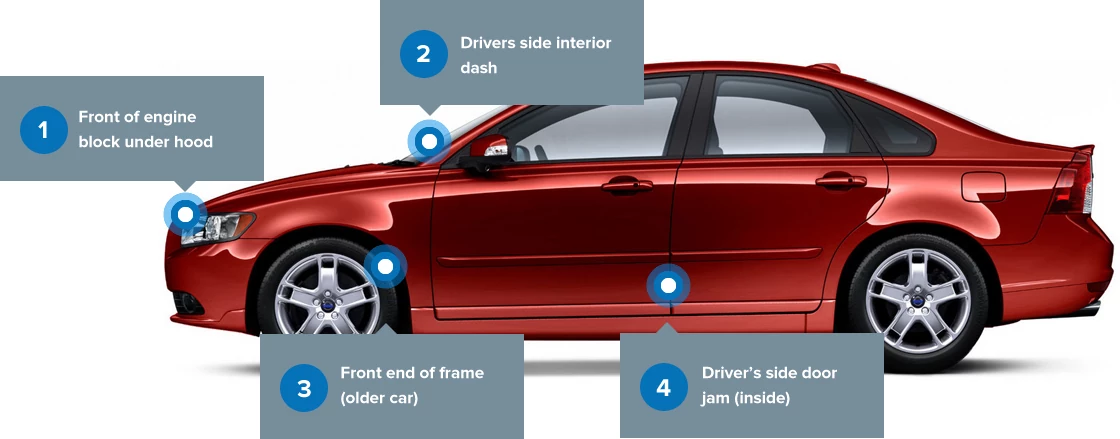 1
Front of engine
block under hood
2
Drivers side interior
dash
3
Front end of frame
(older car)
4
Driver’s side door
jam (inside)